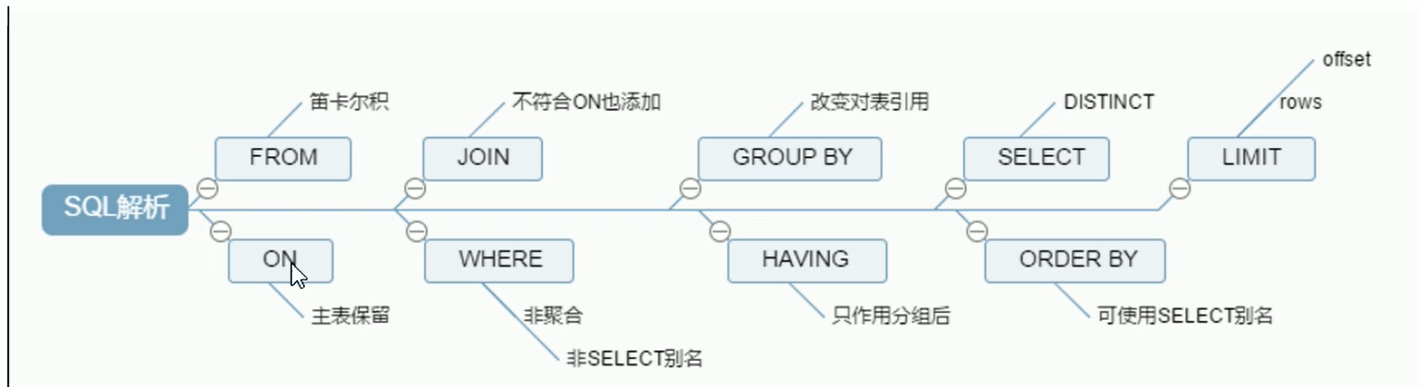 offset
笛卡尔积
不符合ON也添加
改变对表引用
DISTINCT
rows
FROM
JOIN
GROUP BY
SELECT
LIMIT
SQL解析
ON
WHERE
HAVING
ORDER BY
主表保留
非聚合
只作用分组后
可使用SELECT别名
非SELECT别名